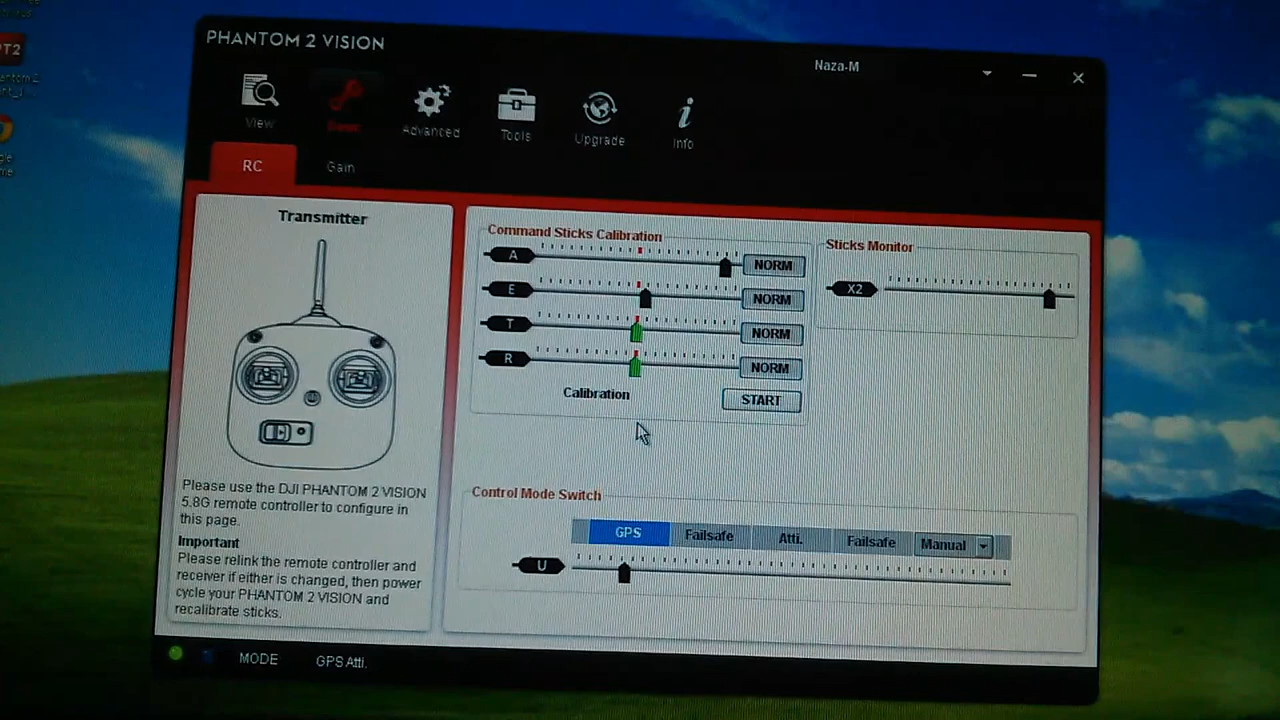 PHANTOM 2 VISION
Naza-M
View
Advanced
Tools
Upgrade
Info
RC
Gain
Transmitter
Please use the DJI PHANTOM 2 VISION
5.8G remote controller to configure in
this page.
Important
Please relink the remote controller and
receiver if either is changed, then power
cycle your PHANTOM 2 VISION and
recalibrate sticks.
Command Sticks Calibration
A NORM
E NORM
T NORM
R NORM
Calibration START
Sticks Monitor
X2
Control Mode Switch
GPS Failsafe Atti. Failsafe Manual
U
MODE GPS Atti.